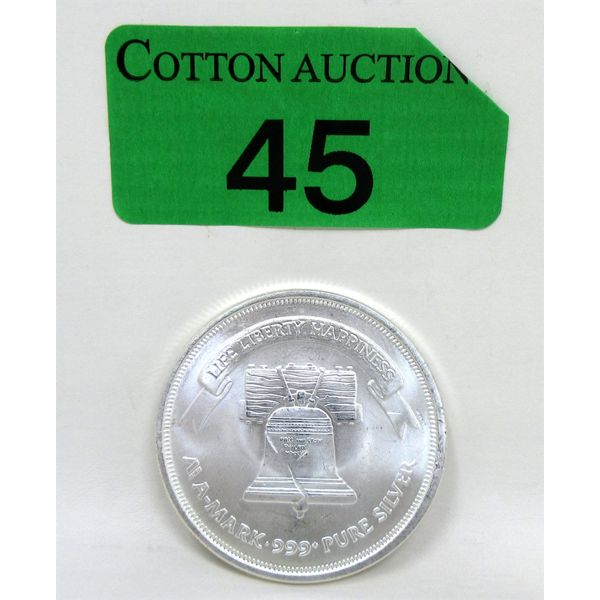 COTTON AUCTION
45
LIFE LIBERTY HAPPINESS
A-MARK · 999+ PURE SILVER